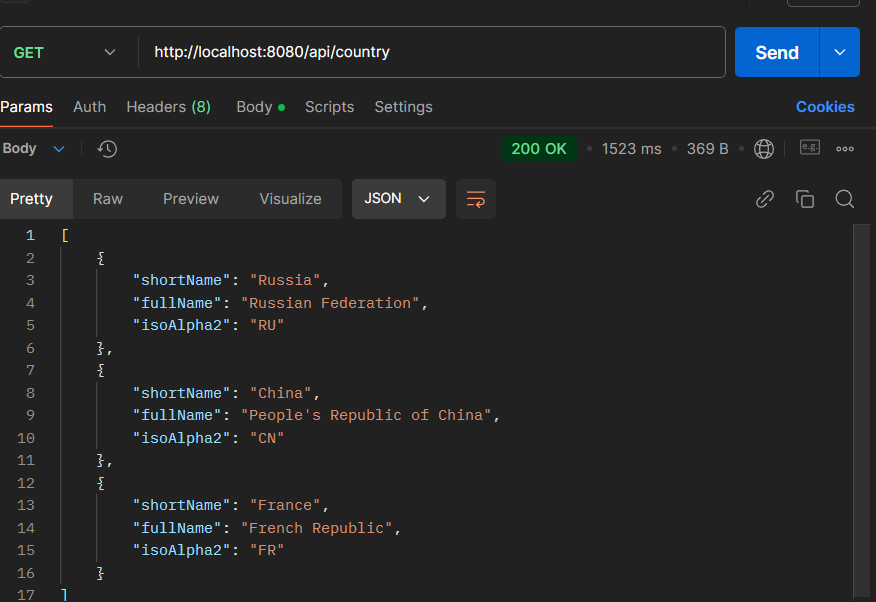 GET http://localhost:8080/api/country Send
Params Auth Headers (8) Body Scripts Settings Cookies
Body 200 OK 1523 ms 369 B e.g.
Pretty Raw Preview Visualize JSON
1 [
2 {
3 "shortName": "Russia",
4 "fullName": "Russian Federation",
5 "isoAlpha2": "RU"
6 },
7 {
8 "shortName": "China",
9 "fullName": "People's Republic of China",
10 "isoAlpha2": "CN"
11 },
12 {
13 "shortName": "France",
14 "fullName": "French Republic",
15 "isoAlpha2": "FR"
16 }
17 ]